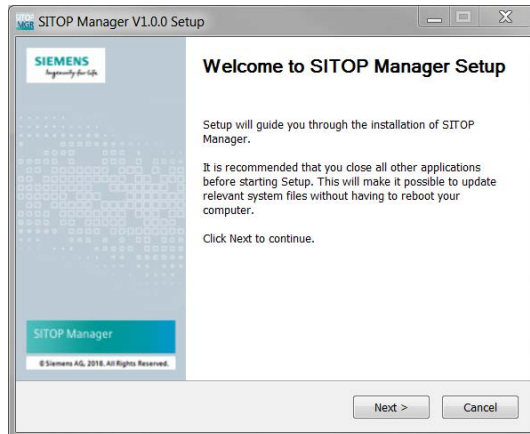 SITOP
MGR
SITOP Manager V1.0.0 Setup
SIEMENS
Ingenuity for life
Welcome to SITOP Manager Setup
Setup will guide you through the installation of SITOP
Manager.
It is recommended that you close all other applications
before starting Setup. This will make it possible to update
relevant system files without having to reboot your
computer.
Click Next to continue.
SITOP Manager
© Siemens AG, 2018. All Rights Reserved.
Next >
Cancel